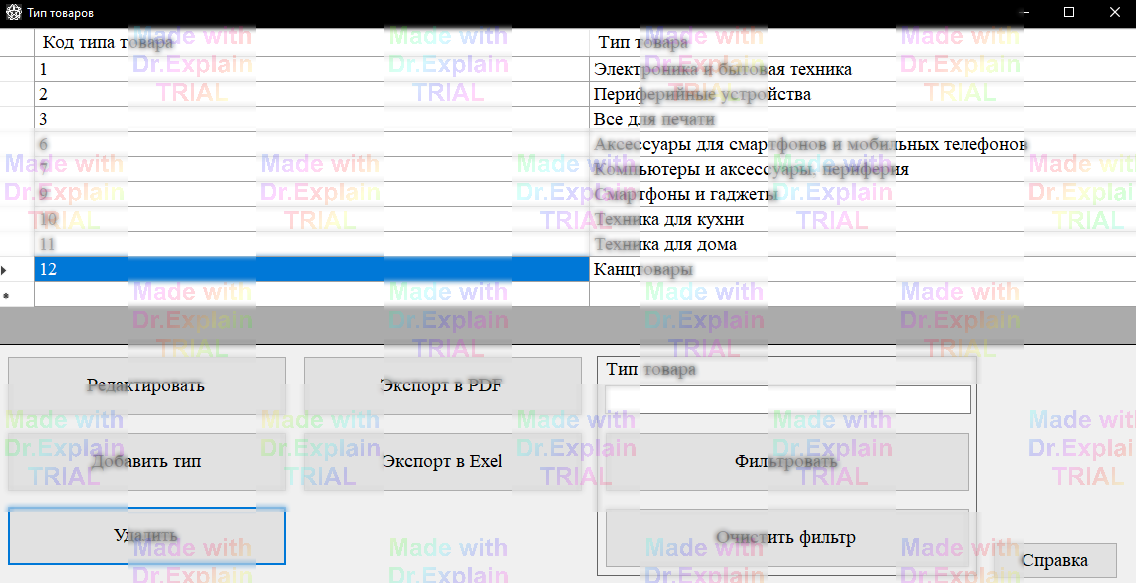 Тип товаров
Код типа товара Тип товара
1 Электроника и бытовая техника
2 Периферийные устройства
3 Все для печати
6 Аксессуары для смартфонов и мобильных телефонов
7 Компьютеры и аксессуары. периферия
9 Смартфоны и гаджеты
10 Техника для кухни
11 Техника для дома
12 Канцтовары
Редактировать Экспорт в PDF Тип товара
Добавить тип Экспорт в Exel Фильтровать
Удалить Очистить фильтр
Справка
Made with
Dr.Explain
TRIAL